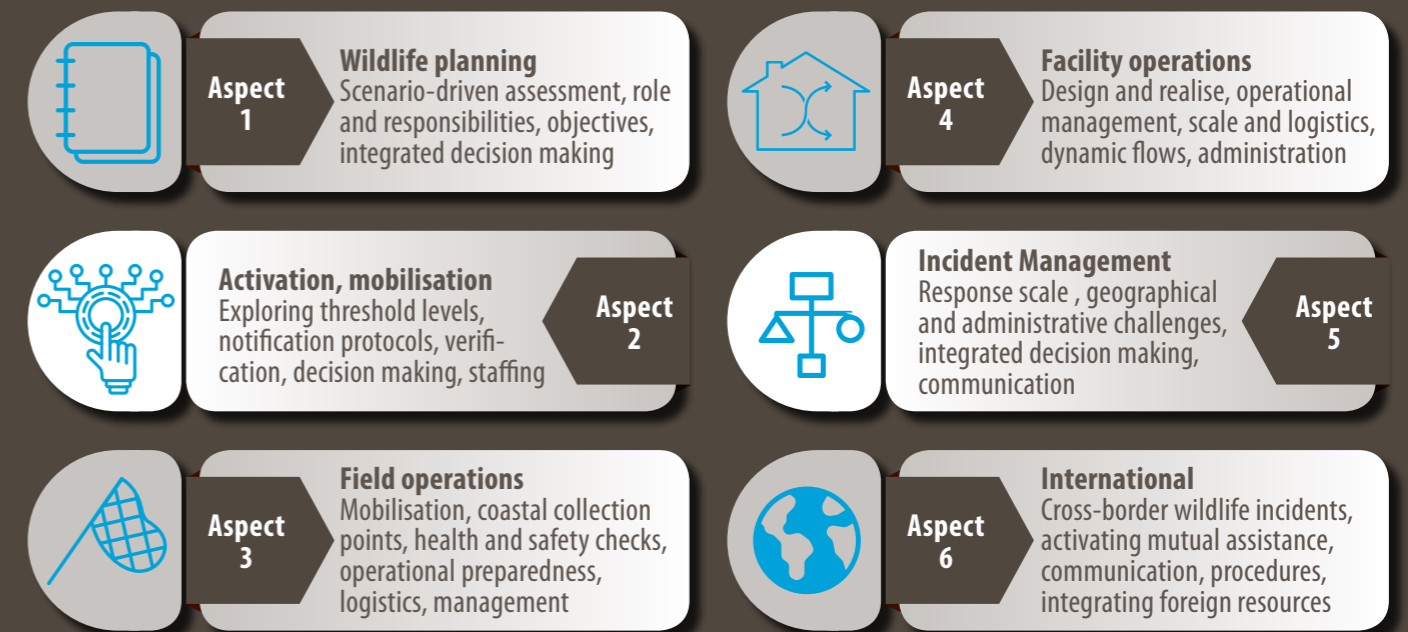 Aspect
1
Wildlife planning
Scenario-driven assessment, role
and responsibilities, objectives,
integrated decision making
Activation, mobilisation
Exploring threshold levels,
notification protocols, verifi-
cation, decision making, staffing
Aspect
2
Aspect
3
Field operations
Mobilisation, coastal collection
points, health and safety checks,
operational preparedness,
logistics, management
Aspect
4
Facility operations
Design and realise, operational
management, scale and logistics,
dynamic flows, administration
Incident Management
Response scale , geographical
and administrative challenges,
integrated decision making,
communication
Aspect
5
Aspect
6
International
Cross-border wildlife incidents,
activating mutual assistance,
communication, procedures,
integrating foreign resources